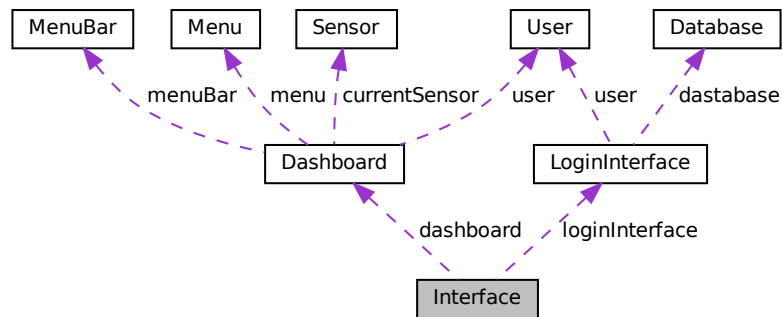 MenuBar
Menu
Sensor
User
Database
menuBar
menu
currentSensor
user
user
dastabase
Dashboard
LoginInterface
dashboard
loginInterface
Interface